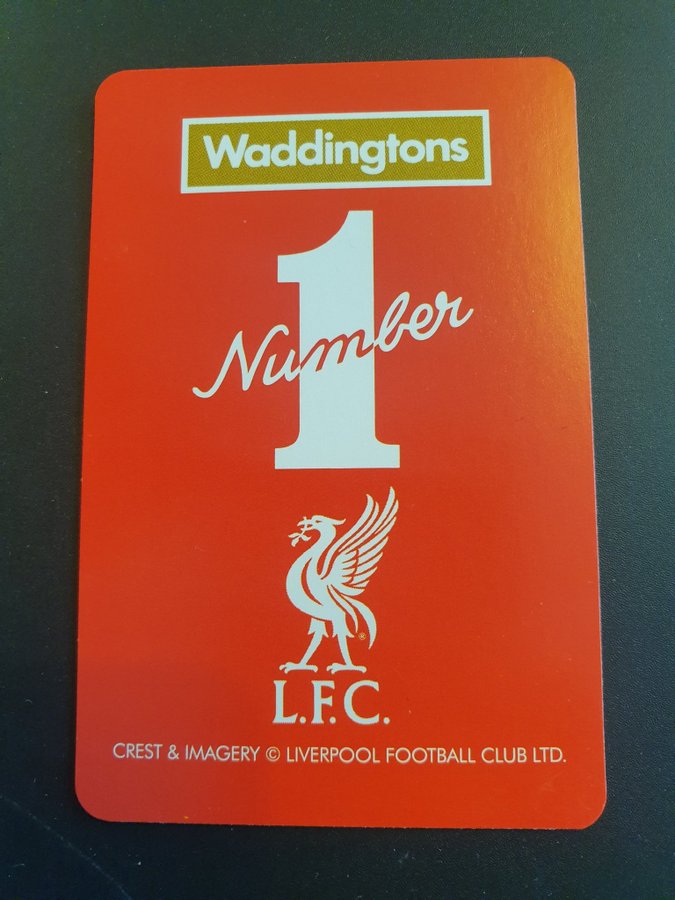 Waddingtons
Number
1
L.F.C.
CREST & IMAGERY © LIVERPOOL FOOTBALL CLUB LTD.